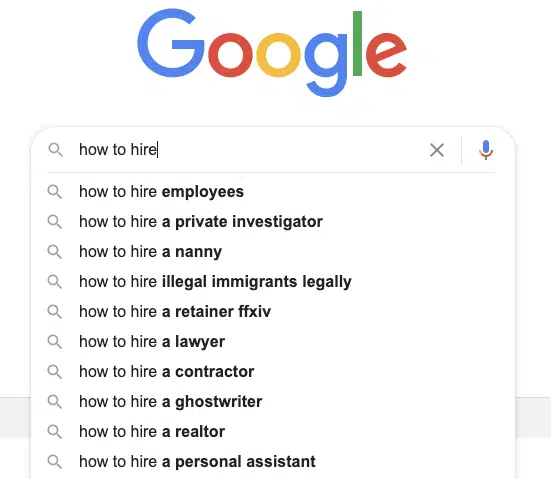 Google
how to hire
how to hire employees
how to hire a private investigator
how to hire a nanny
how to hire illegal immigrants legally
how to hire a retainer ffxiv
how to hire a lawyer
how to hire a contractor
how to hire a ghostwriter
how to hire a realtor
how to hire a personal assistant